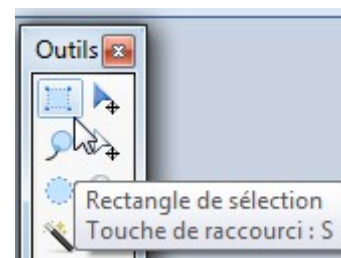 Outils
Rectangle de sélection
Touche de raccourci : S